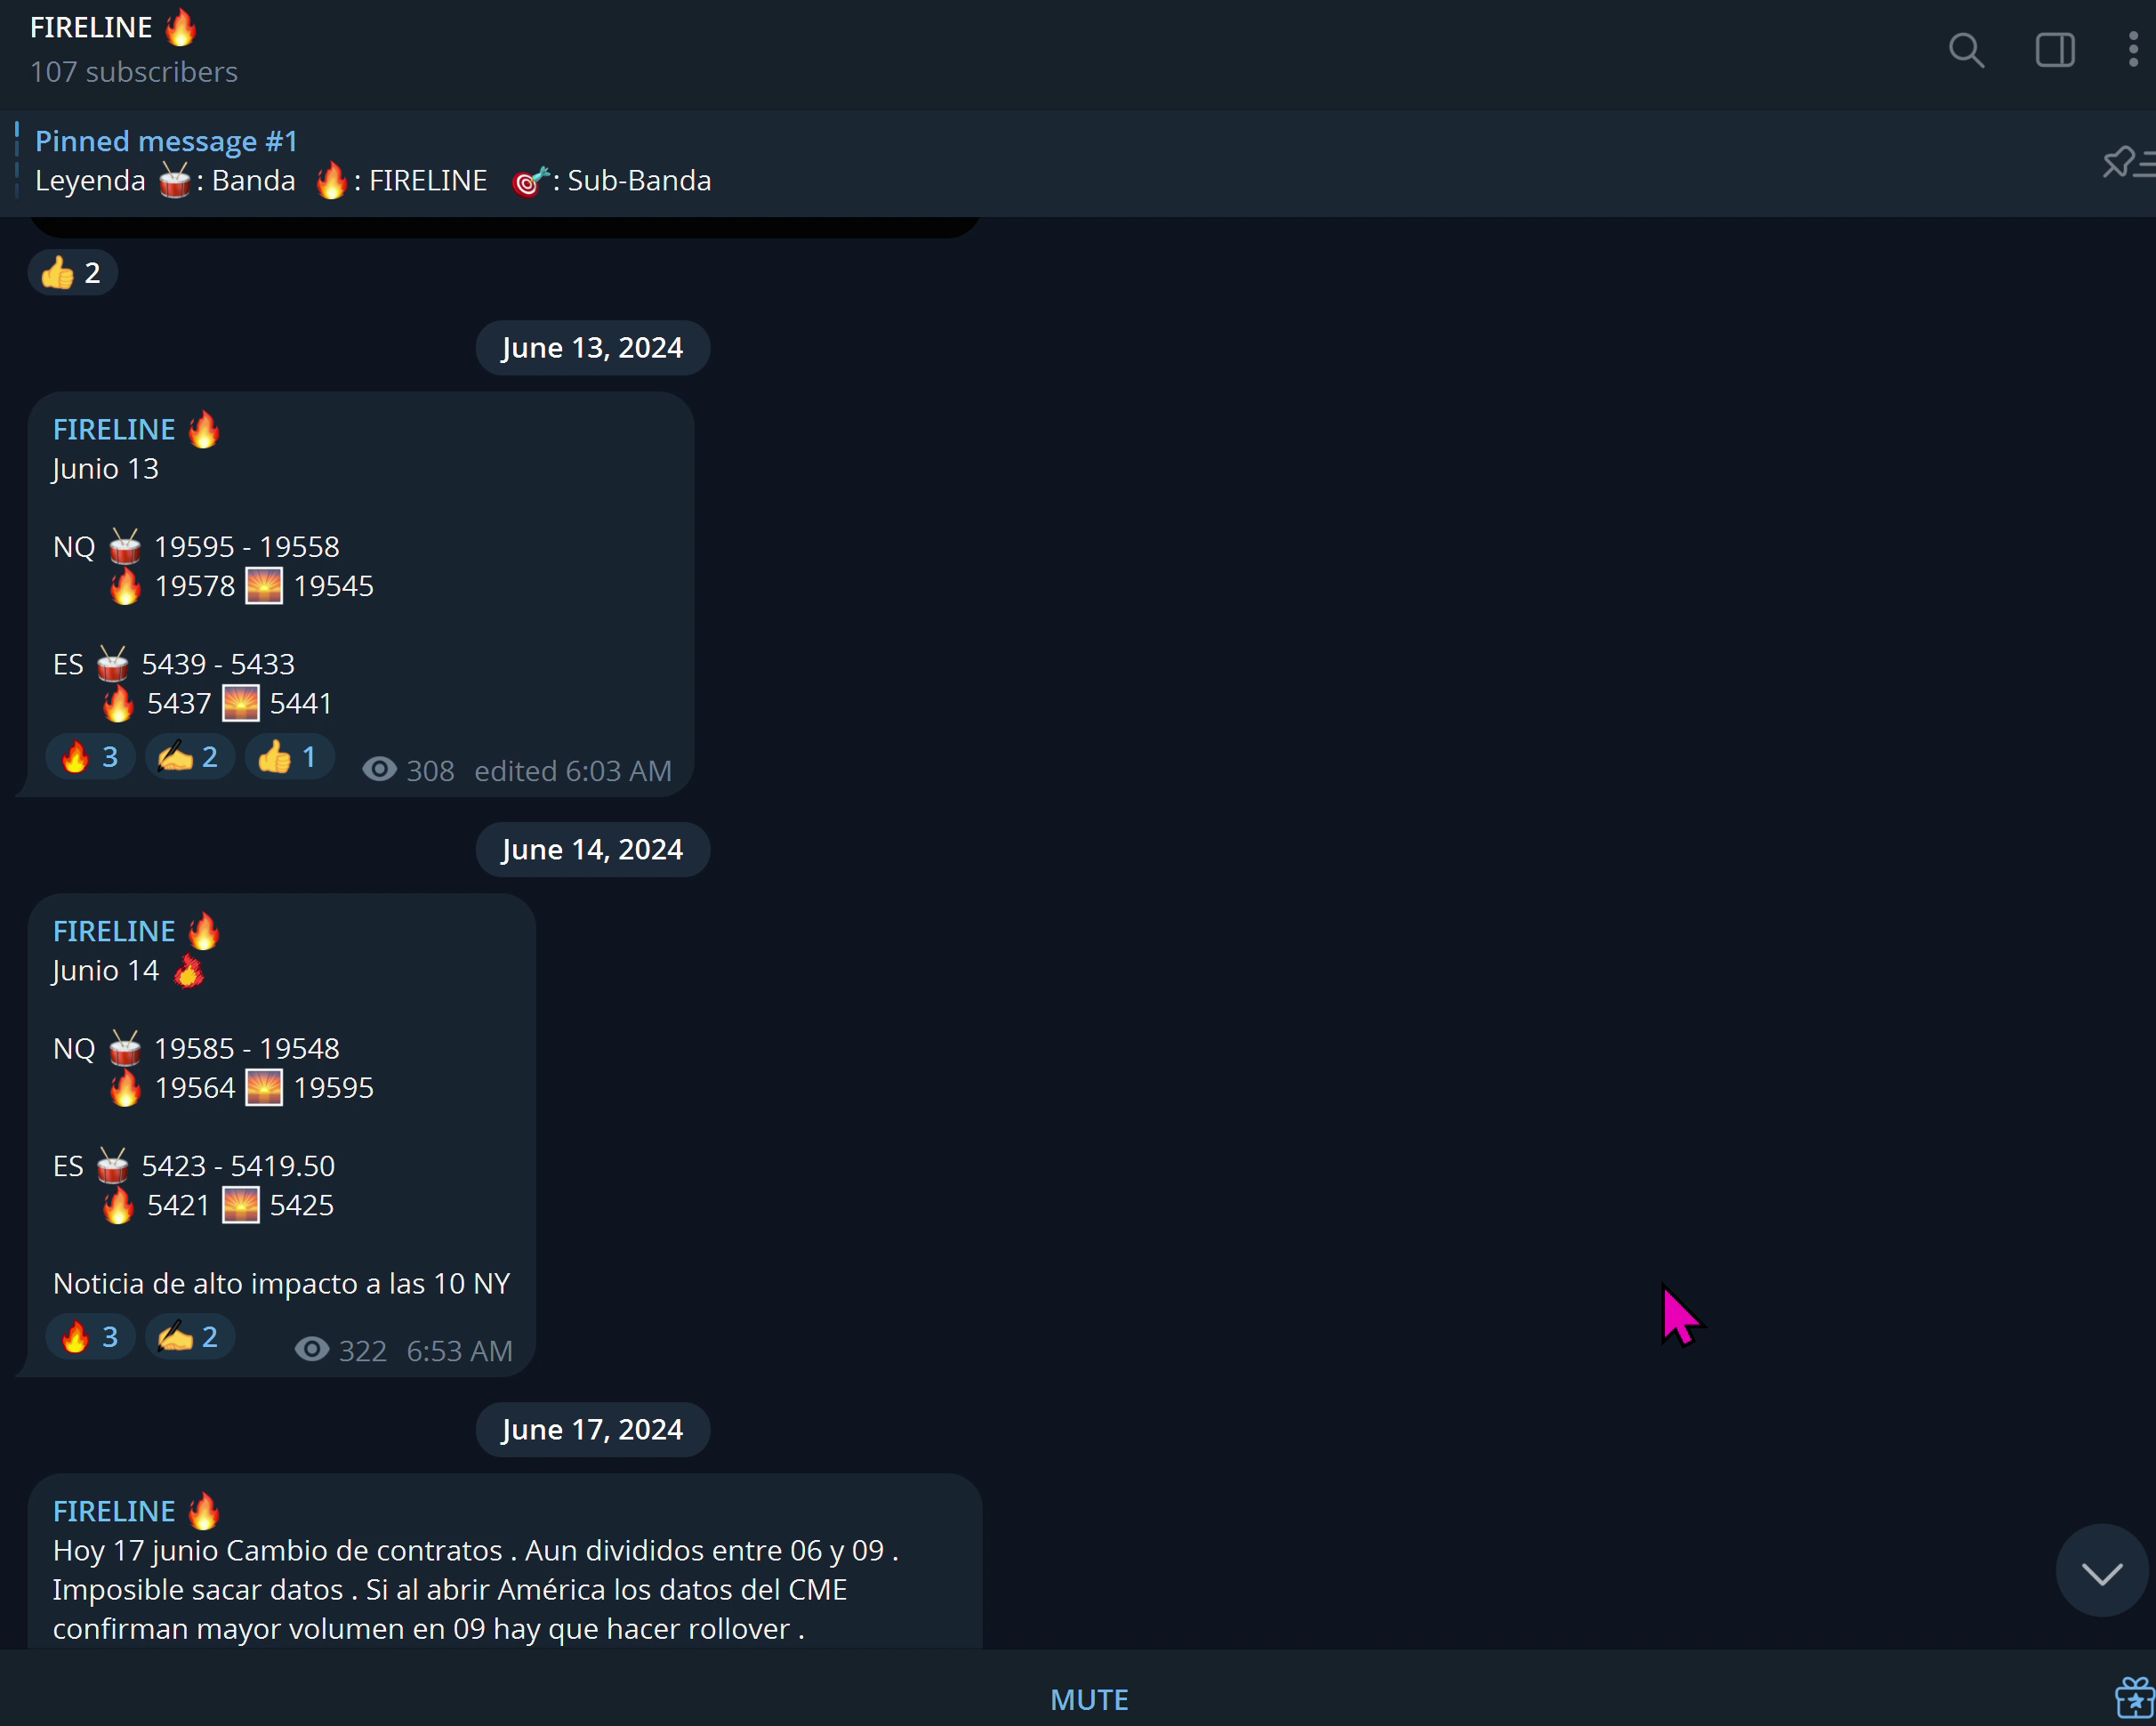 FIRELINE 🔥
107 subscribers
Pinned message #1
Leyenda 🥁: Banda 🔥: FIRELINE 🎯: Sub-Banda
👍 2
June 13, 2024
FIRELINE 🔥
Junio 13
NQ 🥁 19595 - 19558
🔥 19578 🌅 19545
ES 🥁 5439 - 5433
🔥 5437 🌅 5441
🔥 3 ✍️ 2 👍 1 308 edited 6:03 AM
June 14, 2024
FIRELINE 🔥
Junio 14
NQ 🥁 19585 - 19548
🔥 19564 🌅 19595
ES 🥁 5423 - 5419.50
🔥 5421 🌅 5425
Noticia de alto impacto a las 10 NY
🔥 3 ✍️ 2 322 6:53 AM
June 17, 2024
FIRELINE 🔥
Hoy 17 junio Cambio de contratos . Aun divididos entre 06 y 09 .
Imposible sacar datos . Si al abrir América los datos del CME
confirman mayor volumen en 09 hay que hacer rollover .
MUTE